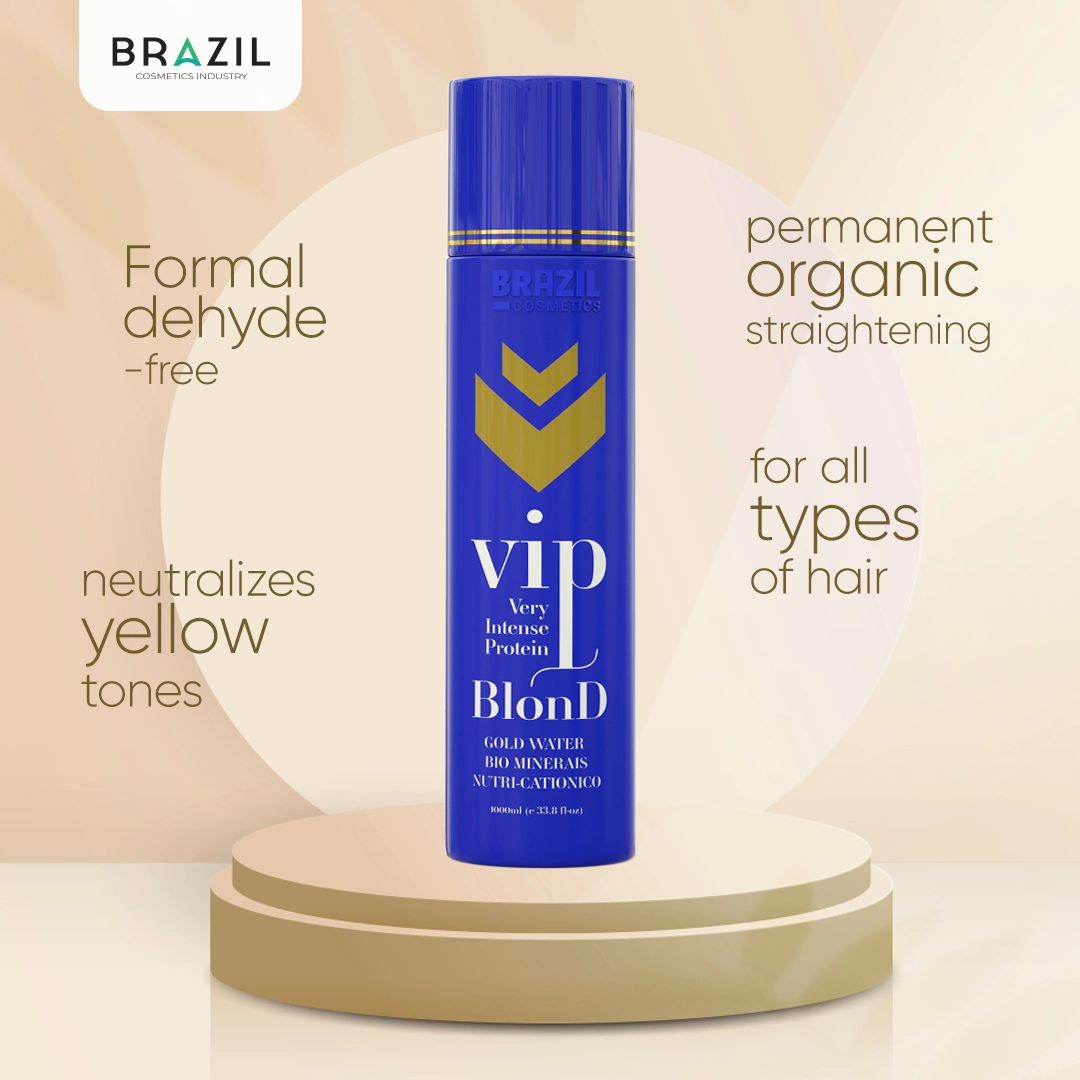 BRAZIL
COSMETICS INDUSTRY
Formal
dehyde
-free
permanent
organic
straightening
for all
types
of hair
neutralizes
yellow
tones
BRAZIL
COSMETICS
vip
Very
Intense
Protein
BlonD
GOLD WATER
BIO MINERAIS
NUTRI-CATIONICO
1000ml (e 33,8 fl-oz)